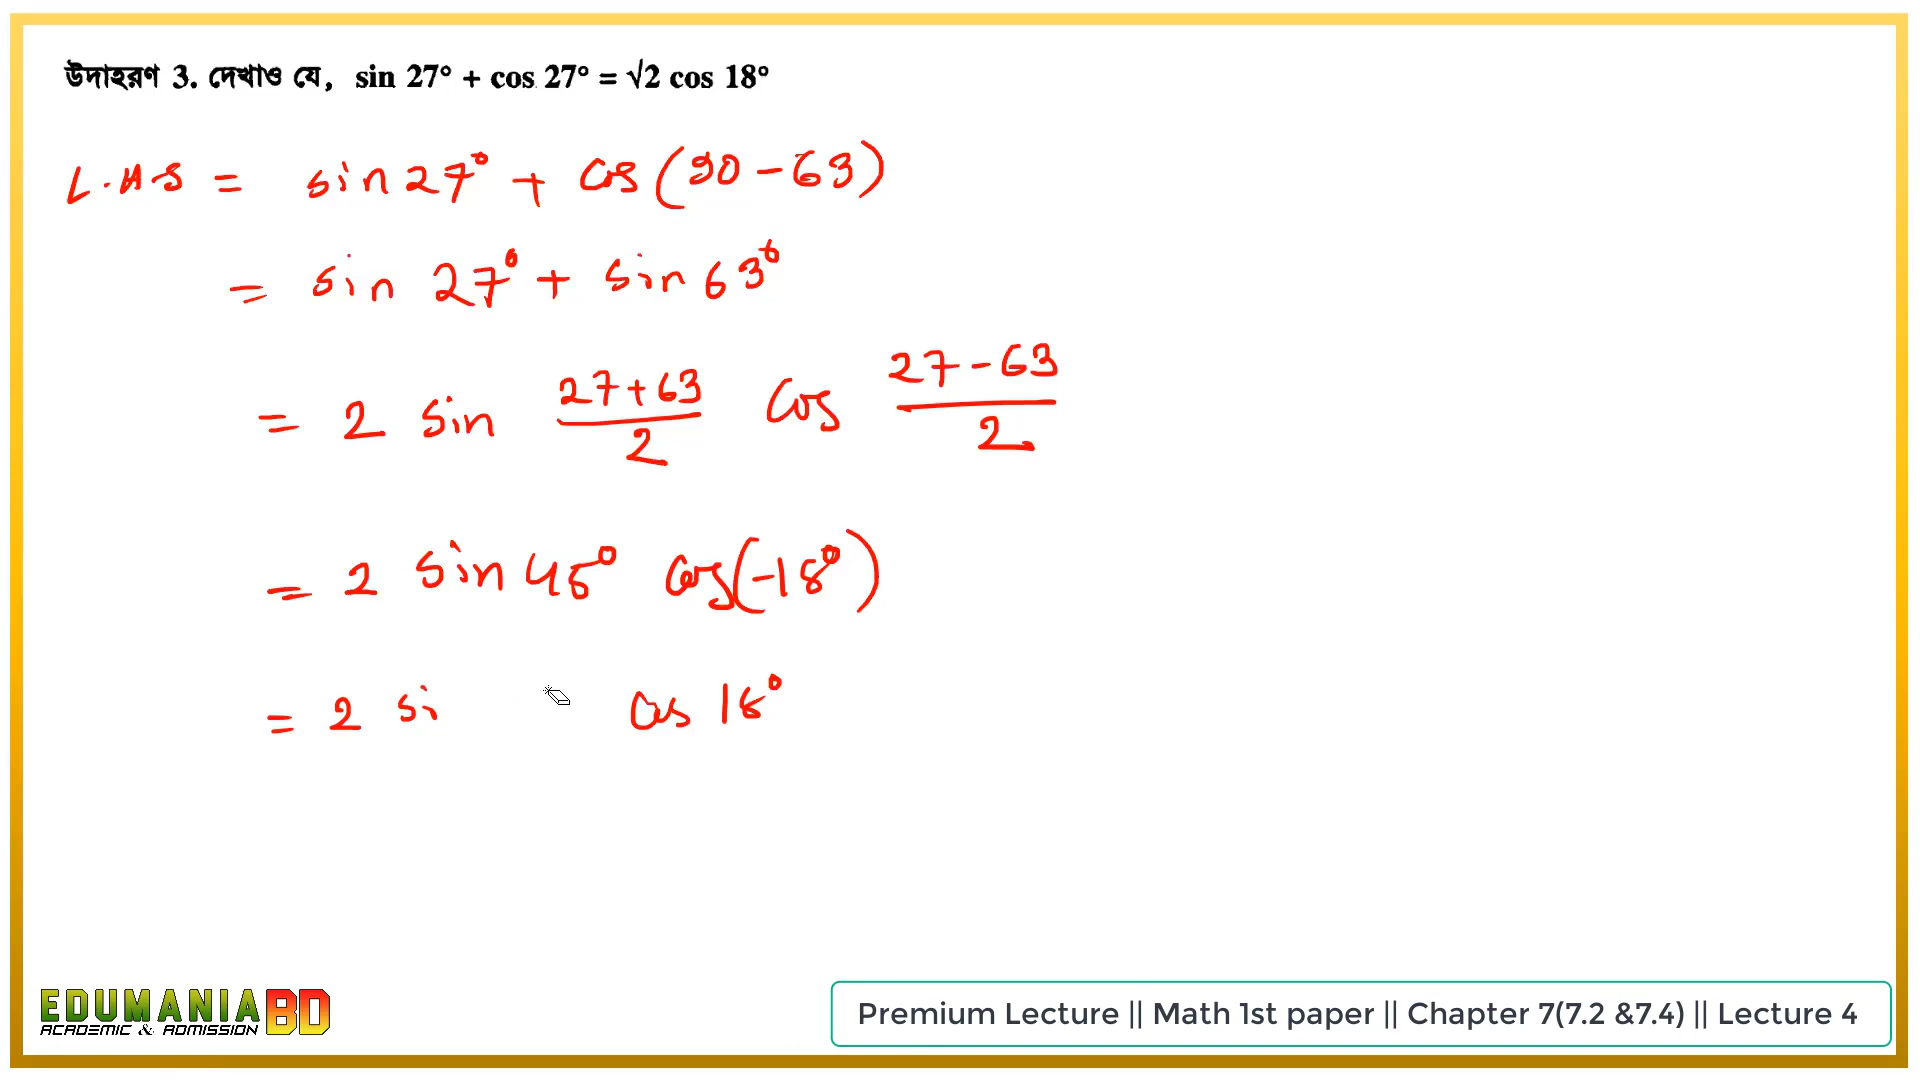 উদাহরণ 3. দেখাও যে, sin 27° + cos 27° = √2 cos 18°
L.H.S = sin 27° + cos (90 - 63)
= sin 27° + sin 63°
= 2 sin (27+63)/2 cos (27-63)/2
= 2 sin 45° cos(-18°)
= 2 si cos 18°
EDUMANIA BD
ACADEMIC & ADMISSION
Premium Lecture || Math 1st paper || Chapter 7(7.2 &7.4) || Lecture 4